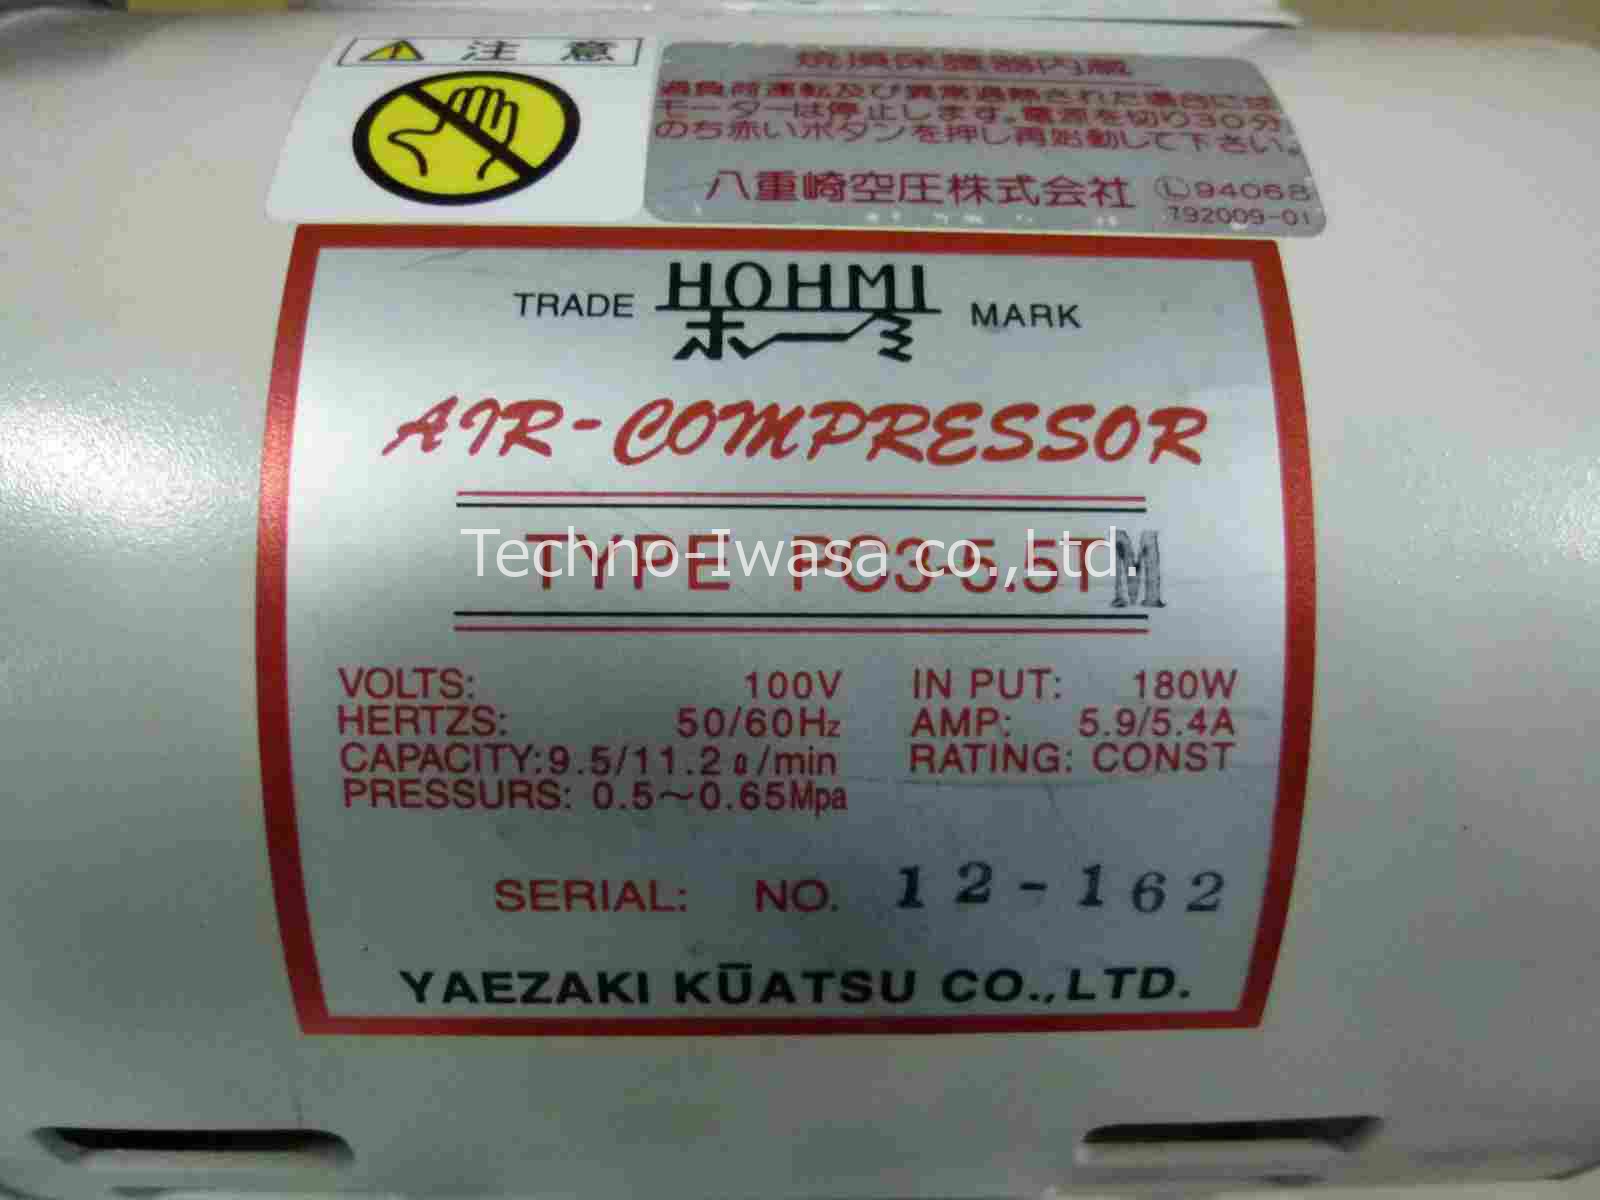 注意
焼損保護器内蔵
過負荷運転及び異常過熱された場合には
モーターは停止します。電源を切り30分
のち赤いボタンを押し再始動して下さい。
八重崎空圧株式会社 Ⓛ94068
792009-01
TRADE HOHMI MARK
ホーミ
AIR-COMPRESSOR
TYPE PC3-5.5TM
Techno-Iwasa co.,Ltd.
VOLTS: 100V IN PUT: 180W
HERTZS: 50/60Hz AMP: 5.9/5.4A
CAPACITY: 9.5/11.2ℓ/min RATING: CONST
PRESSURS: 0.5～0.65Mpa
SERIAL: NO. 12-162
YAEZAKI KŪATSU CO.,LTD.